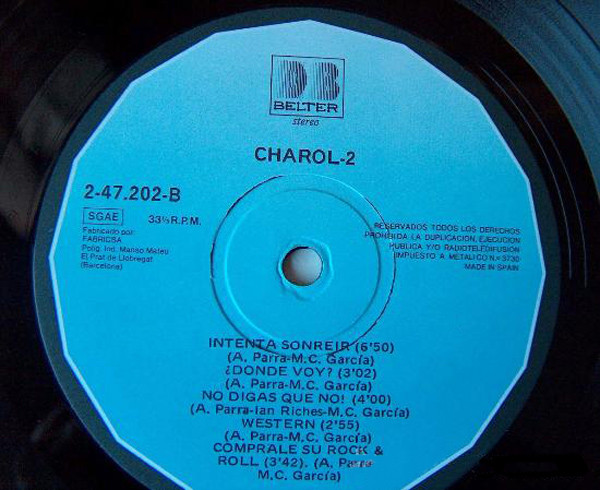 BELTER
stereo
CHAROL-2
2-47.202-B
SGAE 33⅓ R.P.M.
Fabricado por:
FABRICSA
Polig. Ind. Manso Mateu
El Prat de Llobregat
(Barcelona)
RESERVADOS TODOS LOS DERECHOS
PROHIBIDA LA DUPLICACION, EJECUCION
PUBLICA Y/O RADIOTELEDIFUSION
IMPUESTO A METALICO N.º 3730
MADE IN SPAIN
INTENTA SONREIR (6'50)
(A. Parra-M.C. García)
¿DONDE VOY? (3'02)
(A. Parra-M.C. García)
NO DIGAS QUE NO! (4'00)
(A. Parra-Ian Riches-M.C. García)
WESTERN (2'55)
(A. Parra-M.C. García)
COMPRALE SU ROCK &
ROLL (3'42). (A. Parra-
M.C. García)